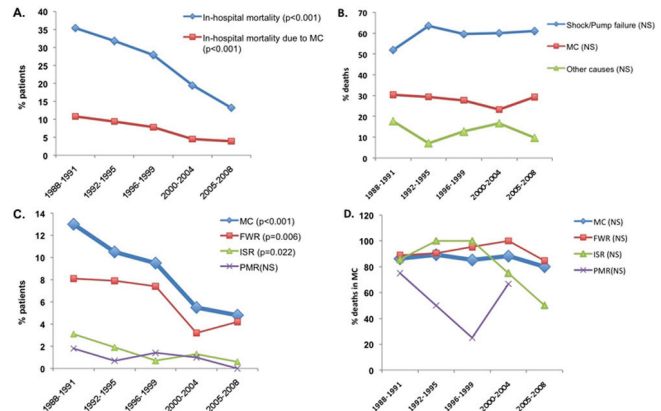 A.
In-hospital mortality (p<0.001)
In-hospital mortality due to MC
(p<0.001)
% patients
40
35
30
25
20
15
10
5
0
1988-1991
1992-1995
1996-1999
2000-2004
2005-2008
B.
Shock/Pump failure (NS)
MC (NS)
Other causes (NS)
% deaths
70
60
50
40
30
20
10
0
1988-1991
1992-1995
1996-1999
2000-2004
2005-2008
C.
MC (p<0.001)
FWR (p=0.006)
ISR (p=0.022)
PMR(NS)
% patients
14
12
10
8
6
4
2
0
1988-1991
1992-1995
1996-1999
2000-2004
2005-2008
D.
MC (NS)
FWR (NS)
ISR (NS)
PMR(NS)
% deaths in MC
120
100
80
60
40
20
0
1988-1991
1992-1995
1996-1999
2000-2004
2005-2008